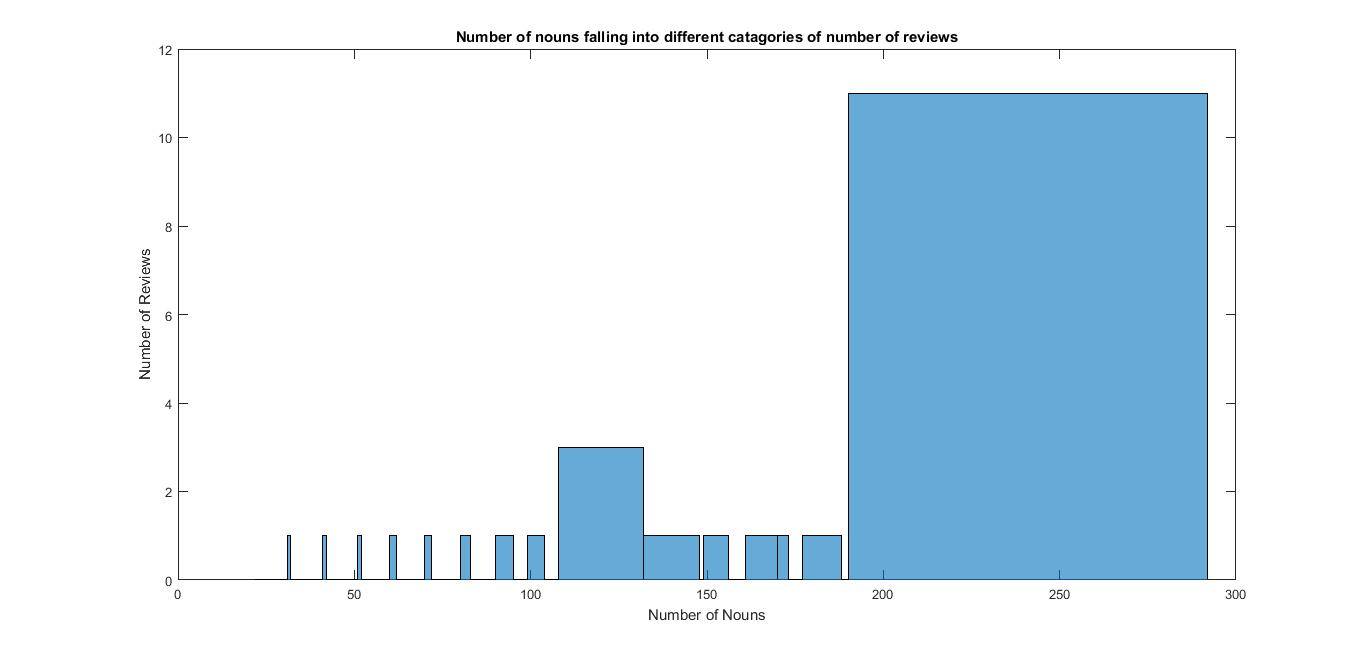 Number of nouns falling into different catagories of number of reviews
12
10
8
6
4
2
0
Number of Reviews
0 50 100 150 200 250 300
Number of Nouns